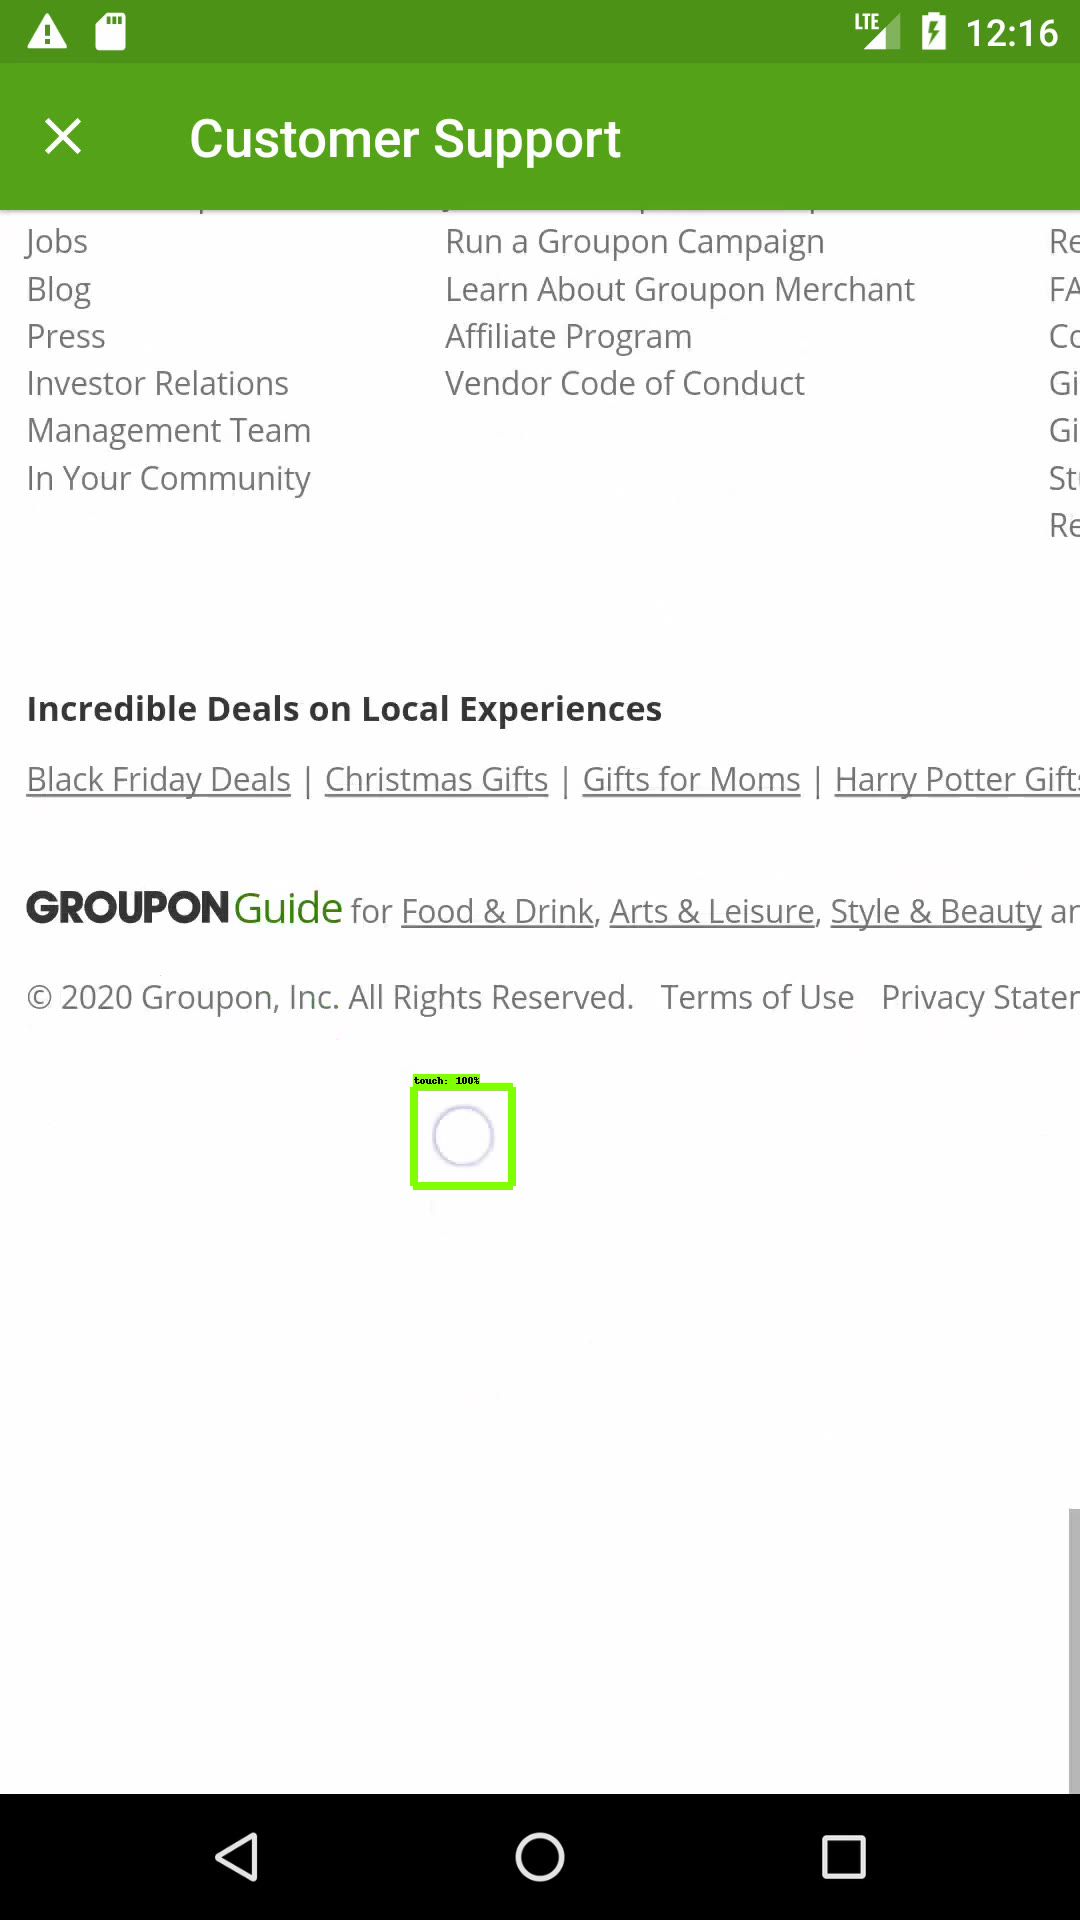 LTE 12:16
Customer Support
Jobs
Blog
Press
Investor Relations
Management Team
In Your Community
Run a Groupon Campaign
Learn About Groupon Merchant
Affiliate Program
Vendor Code of Conduct
Re
FA
Co
Gi
Gi
Stu
Re
Incredible Deals on Local Experiences
Black Friday Deals | Christmas Gifts | Gifts for Moms | Harry Potter Gifts
GROUPON Guide for Food & Drink, Arts & Leisure, Style & Beauty an
© 2020 Groupon, Inc. All Rights Reserved. Terms of Use Privacy Stater
touch: 100%